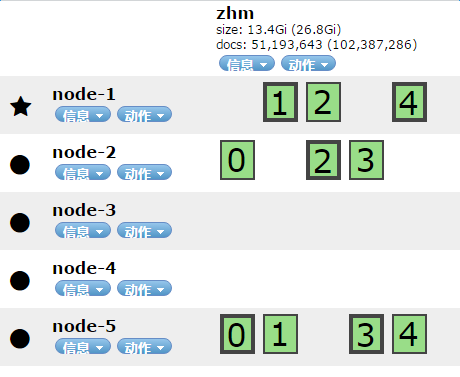 zhm
size: 13.4Gi (26.8Gi)
docs: 51,193,643 (102,387,286)
信息 动作
node-1
信息 动作
1 2 4
node-2
信息 动作
0 2 3
node-3
信息 动作
node-4
信息 动作
node-5
信息 动作
0 1 3 4